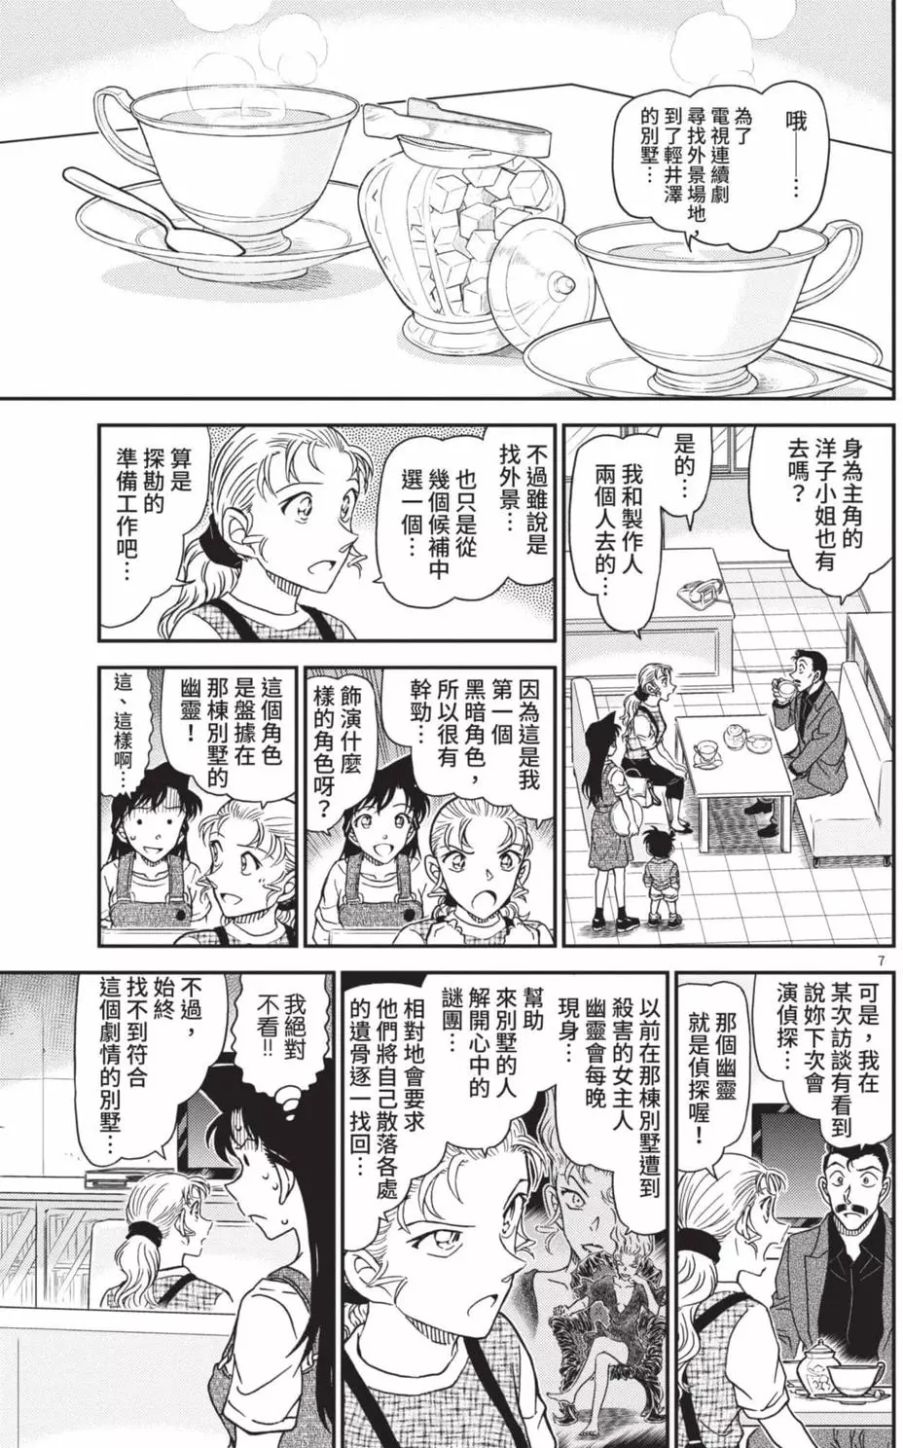 哦——…
為了
電視連續劇
尋找外景場地，
到了輕井澤
的別墅…
身為主角的
洋子小姐也有
去嗎？
是的…
我和製作人
兩個人去的…
不過雖說是
找外景…
也只是從
幾個候補中
選一個…
算是
探勘的
準備工作吧…
因為這是我
第一個
黑暗角色，
所以很有
幹勁…
飾演什麼
樣的角色呀？
這個角色
是盤據在
那棟別墅的
幽靈！
這、這樣啊…
7
可是，我在
某次訪談有看到
說妳下次會
演偵探…
那個幽靈
就是偵探喔！
以前在那棟別墅遭到
殺害的女主人
幽靈會每晚
現身…
幫助
來別墅的人
解開心中的
謎團…
相對地會要求
他們將自己散落各處
的遺骨逐一找回…
我絕對
不看!!
不過，
始終
找不到符合
這個劇情的別墅…